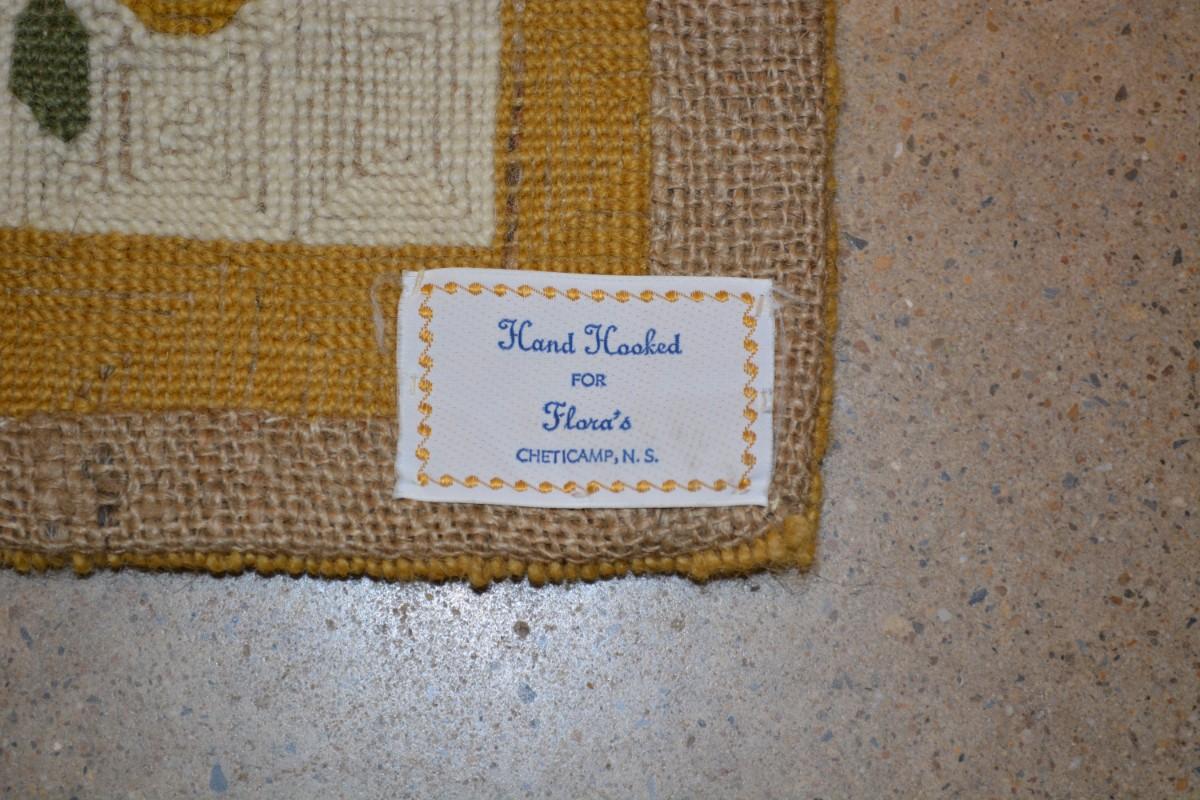 Hand Hooked
FOR
Flora's
CHETICAMP, N. S.